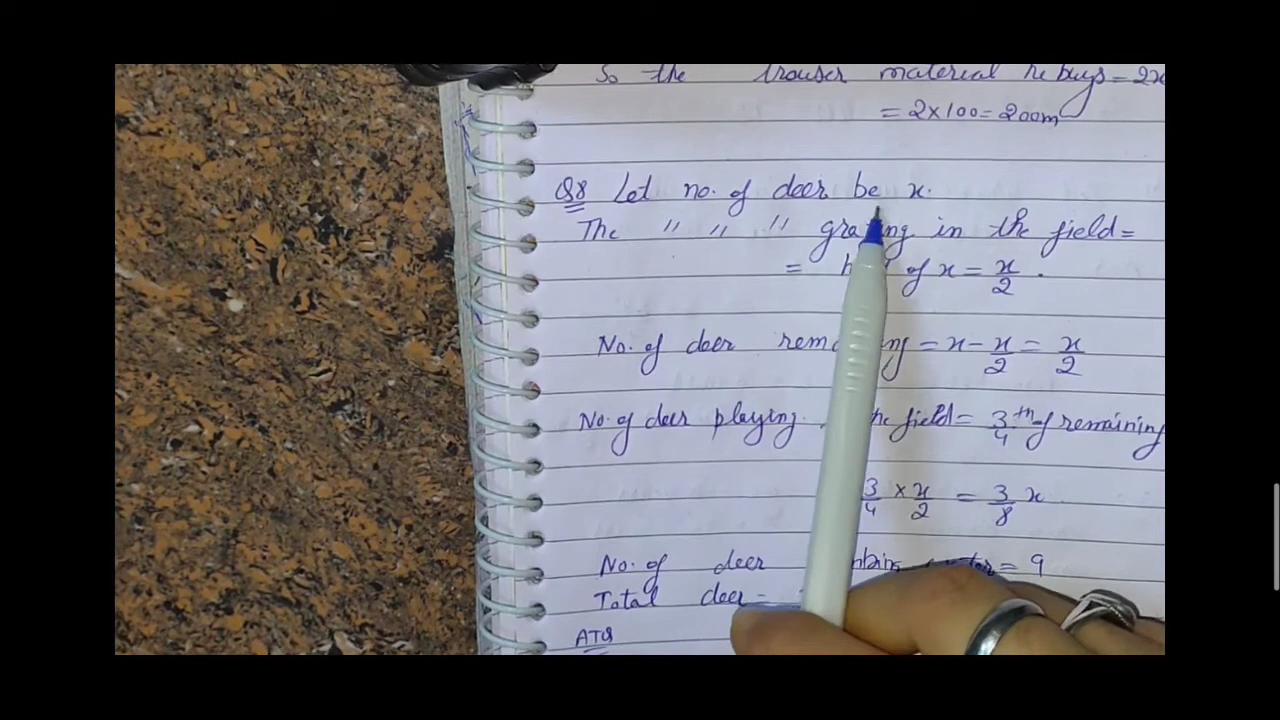 So the trouser material he buys = 2x
= 2×100 = 200m
Q8 Let no. of deer be x.
The " " " grazing in the field =
= of x = x/2 .
No. of deer = x - x/2 = x/2
No. of deer playing field = 3/4 th of remaining
3/4 × x/2 = 3/8 x
No. of deer = 9
Total deer =
ATQ